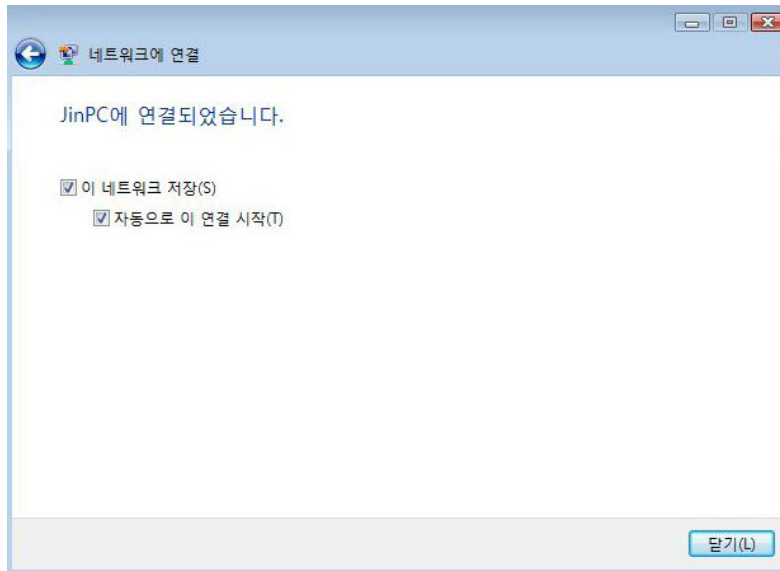 네트워크에 연결
JinPC에 연결되었습니다.
이 네트워크 저장(S)
자동으로 이 연결 시작(T)
닫기(L)